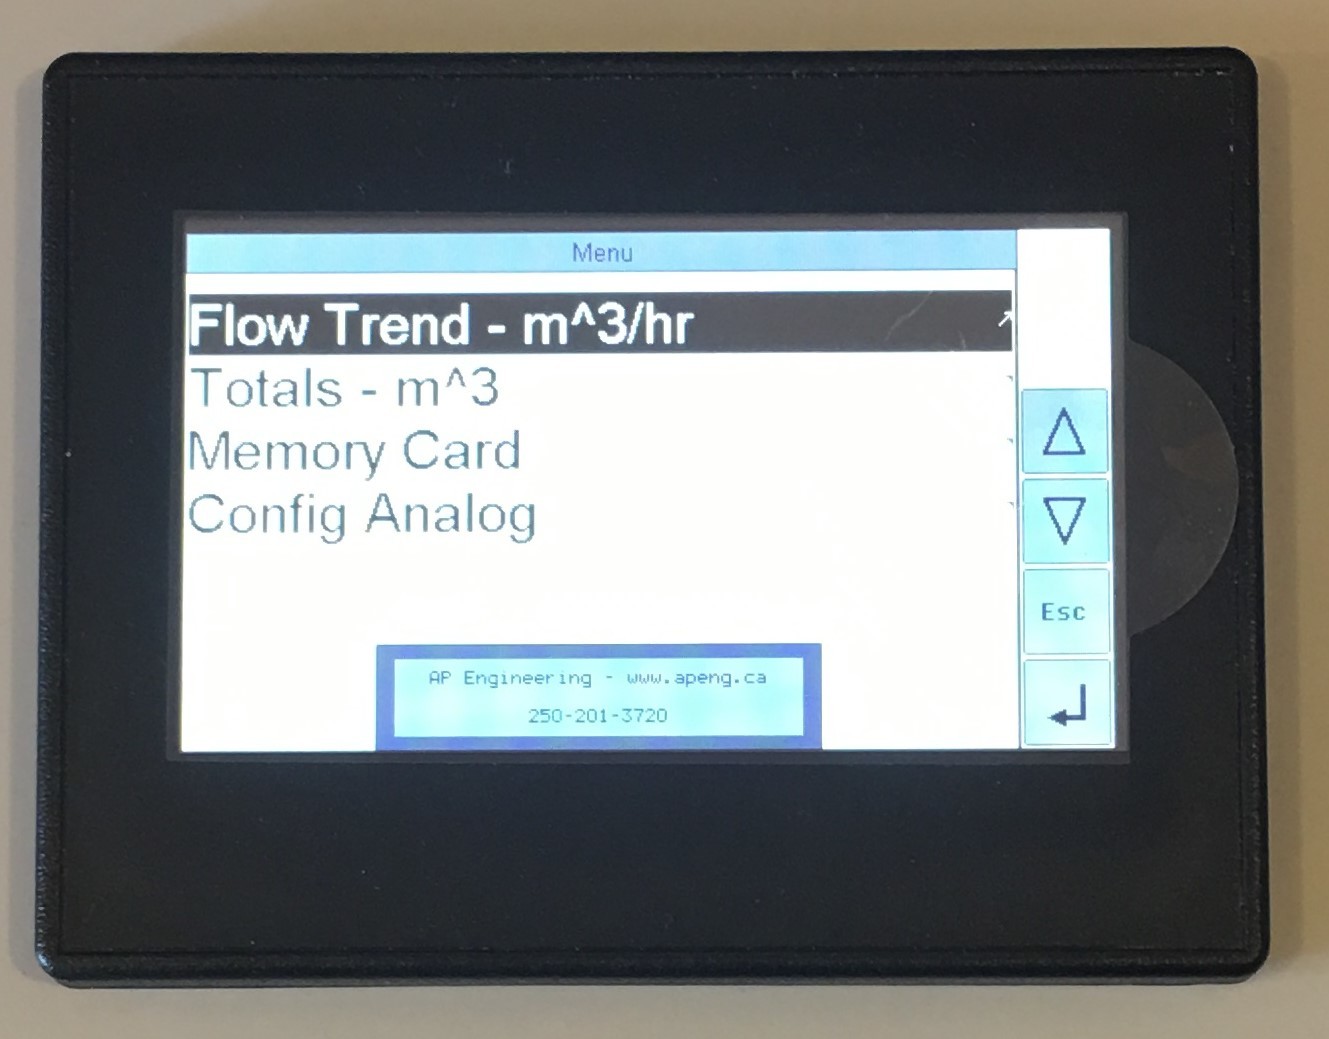 Menu
Flow Trend - m^3/hr
Totals - m^3
Memory Card
Config Analog
Esc
AP Engineering - www.apeng.ca
250-201-3720